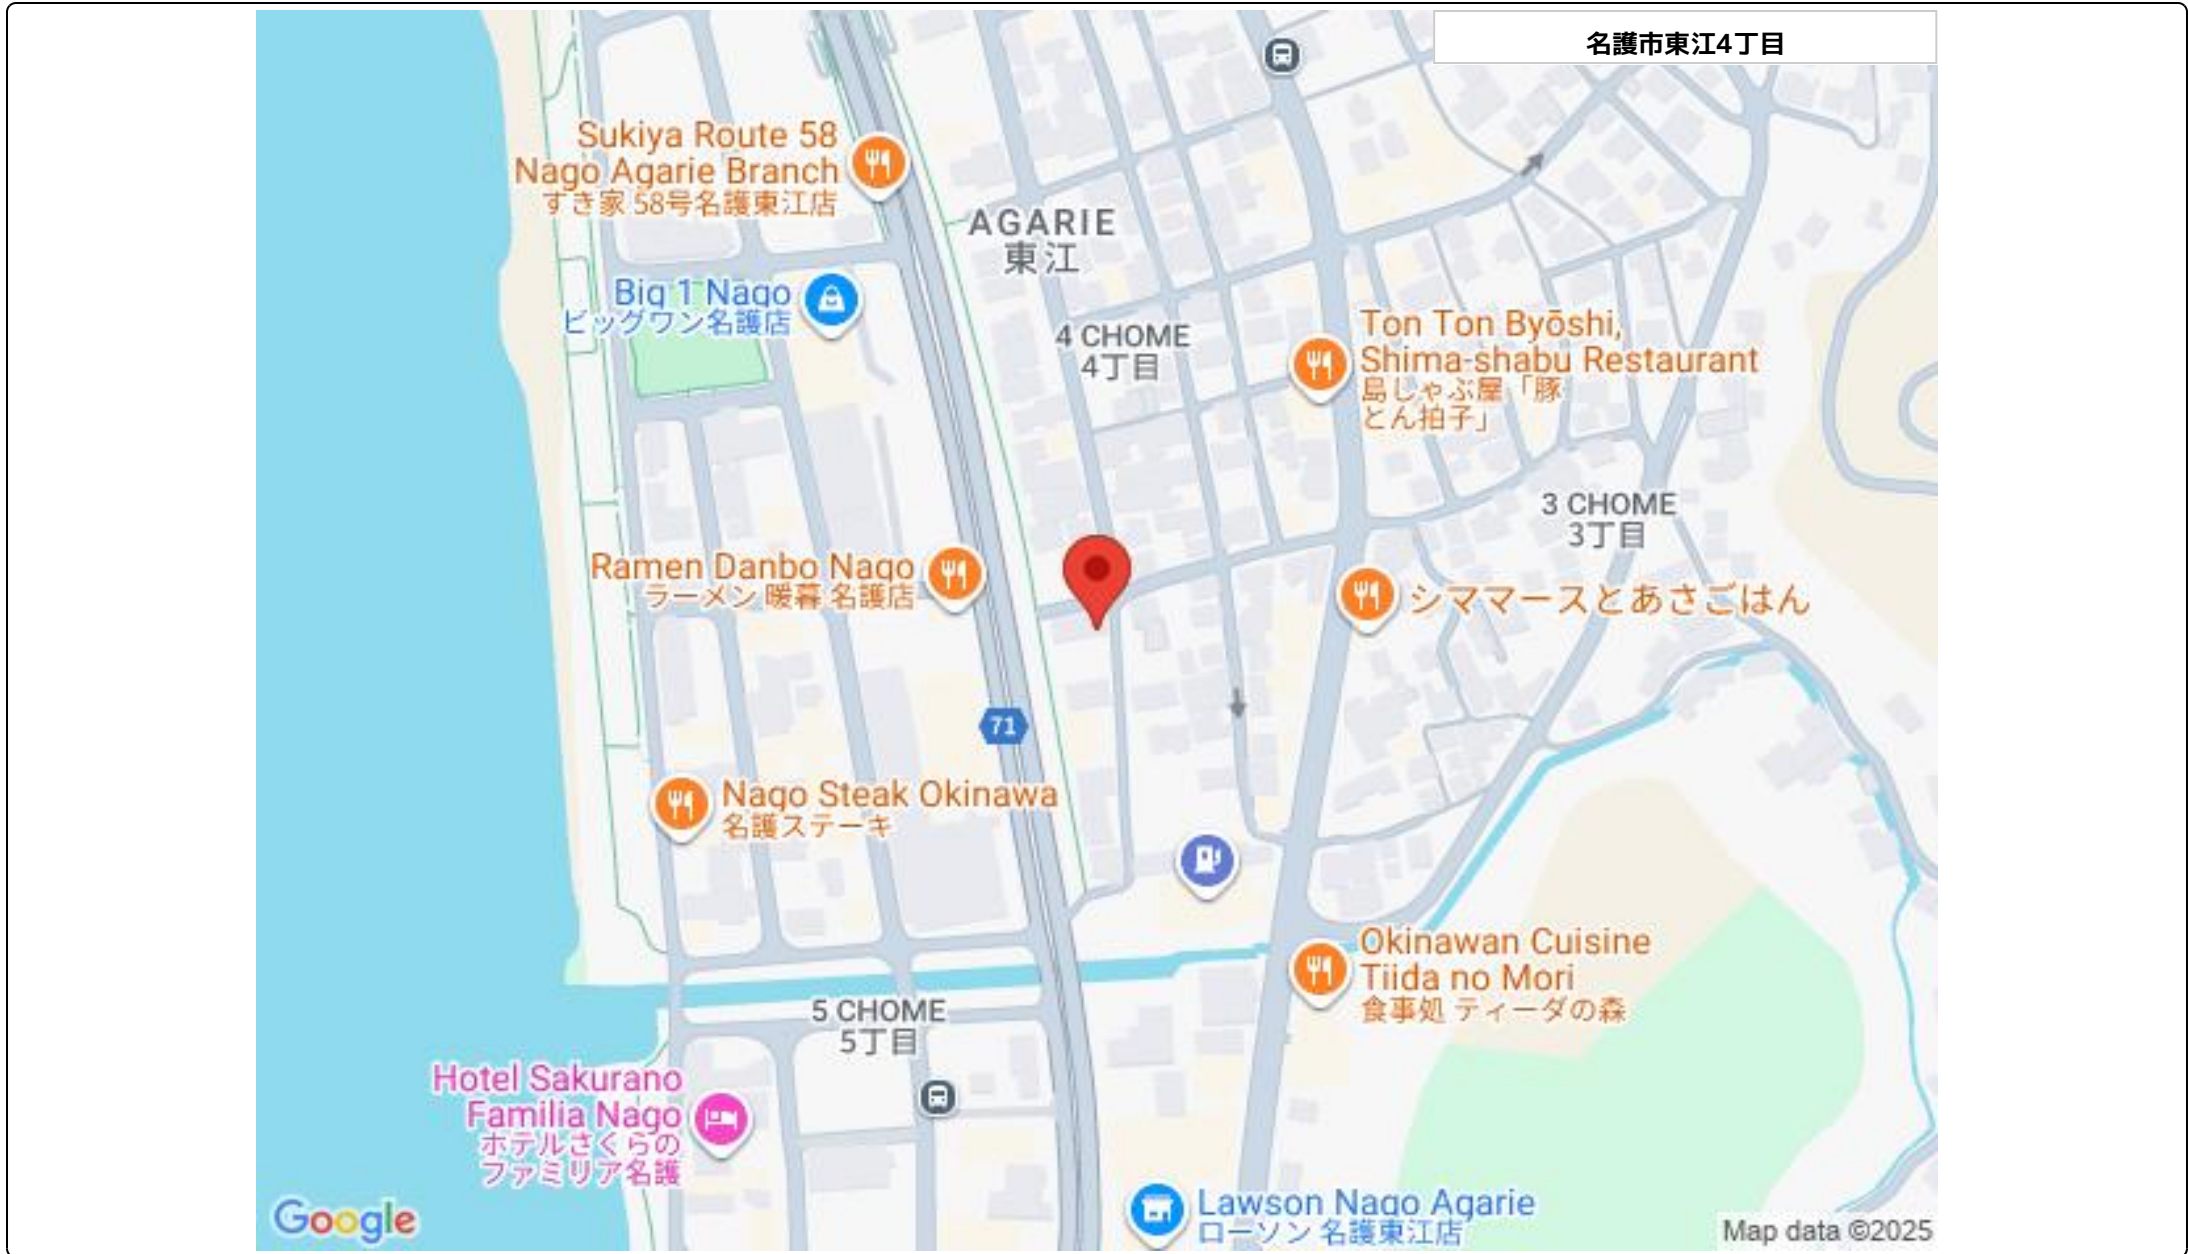 名護市東江4丁目
Sukiya Route 58
Nago Agarie Branch
すき家 58号名護東江店
AGARIE
東江
Big 1 Nago
ビッグワン名護店
4 CHOME
4丁目
Ton Ton Byōshi,
Shima-shabu Restaurant
島しゃぶ屋「豚
とん拍子」
3 CHOME
3丁目
Ramen Danbo Nago
ラーメン 暖暮 名護店
シママースとあさごはん
71
Nago Steak Okinawa
名護ステーキ
Okinawan Cuisine
Tiida no Mori
食事処 ティーダの森
5 CHOME
5丁目
Hotel Sakurano
Familia Nago
ホテルさくらの
ファミリア名護
Lawson Nago Agarie
ローソン 名護東江店
Google
Map data ©2025